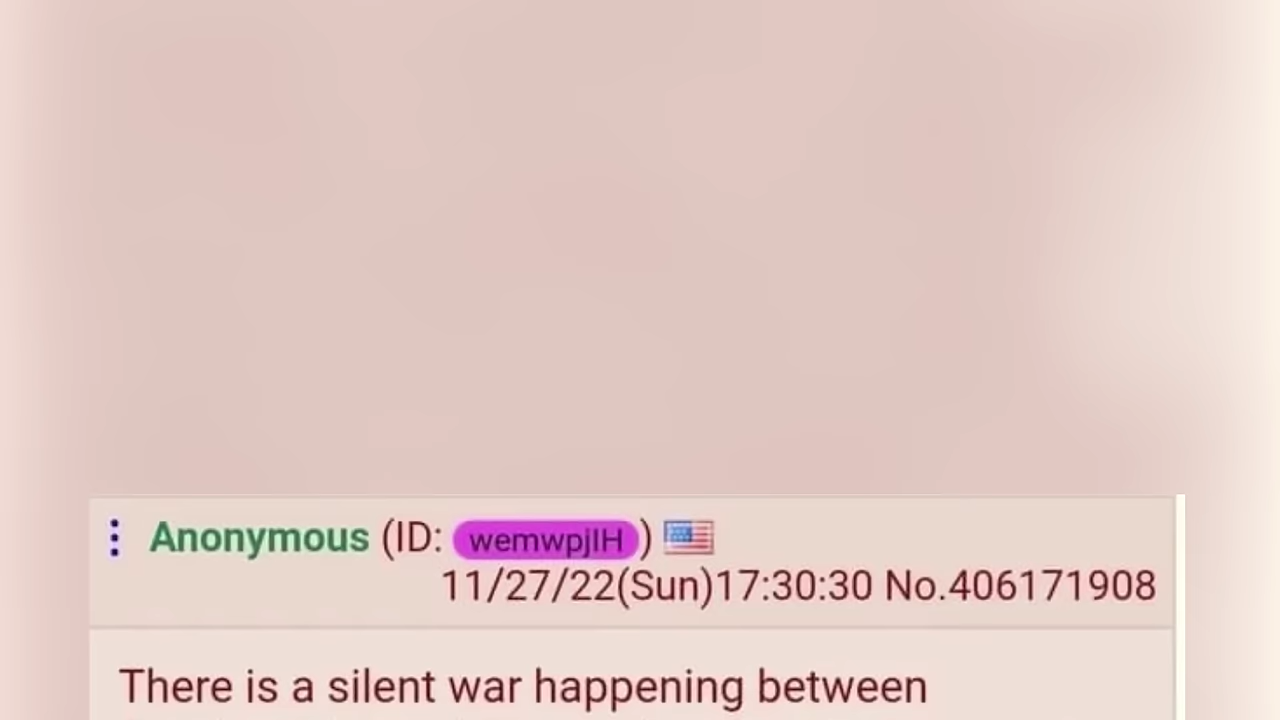 Anonymous (ID: wemwpjIH)
11/27/22(Sun)17:30:30 No.406171908
There is a silent war happening between